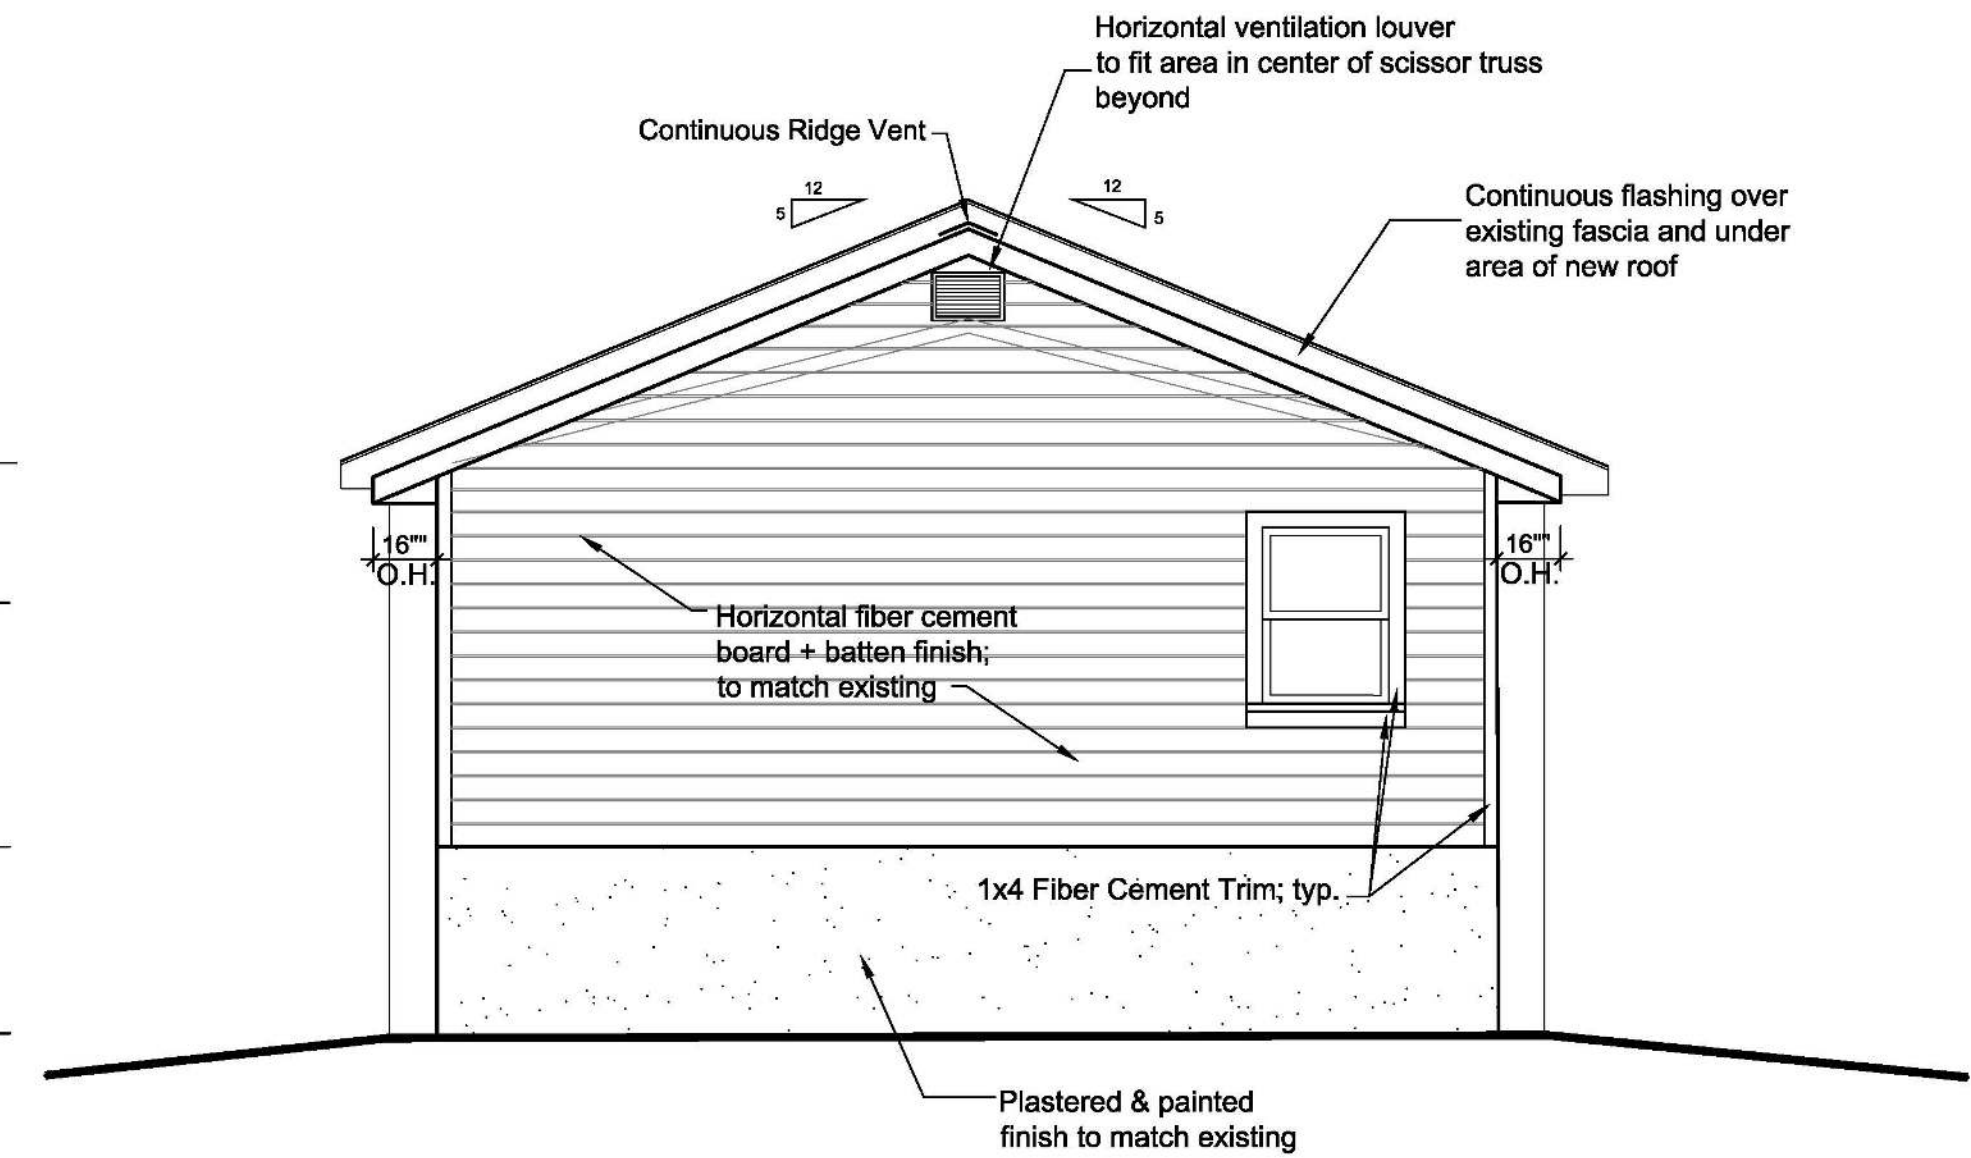 Horizontal ventilation louver
to fit area in center of scissor truss
beyond
Continuous Ridge Vent
12
5
12
5
Continuous flashing over
existing fascia and under
area of new roof
16""
O.H.
16""
O.H.
Horizontal fiber cement
board + batten finish;
to match existing
1x4 Fiber Cement Trim; typ.
Plastered & painted
finish to match existing